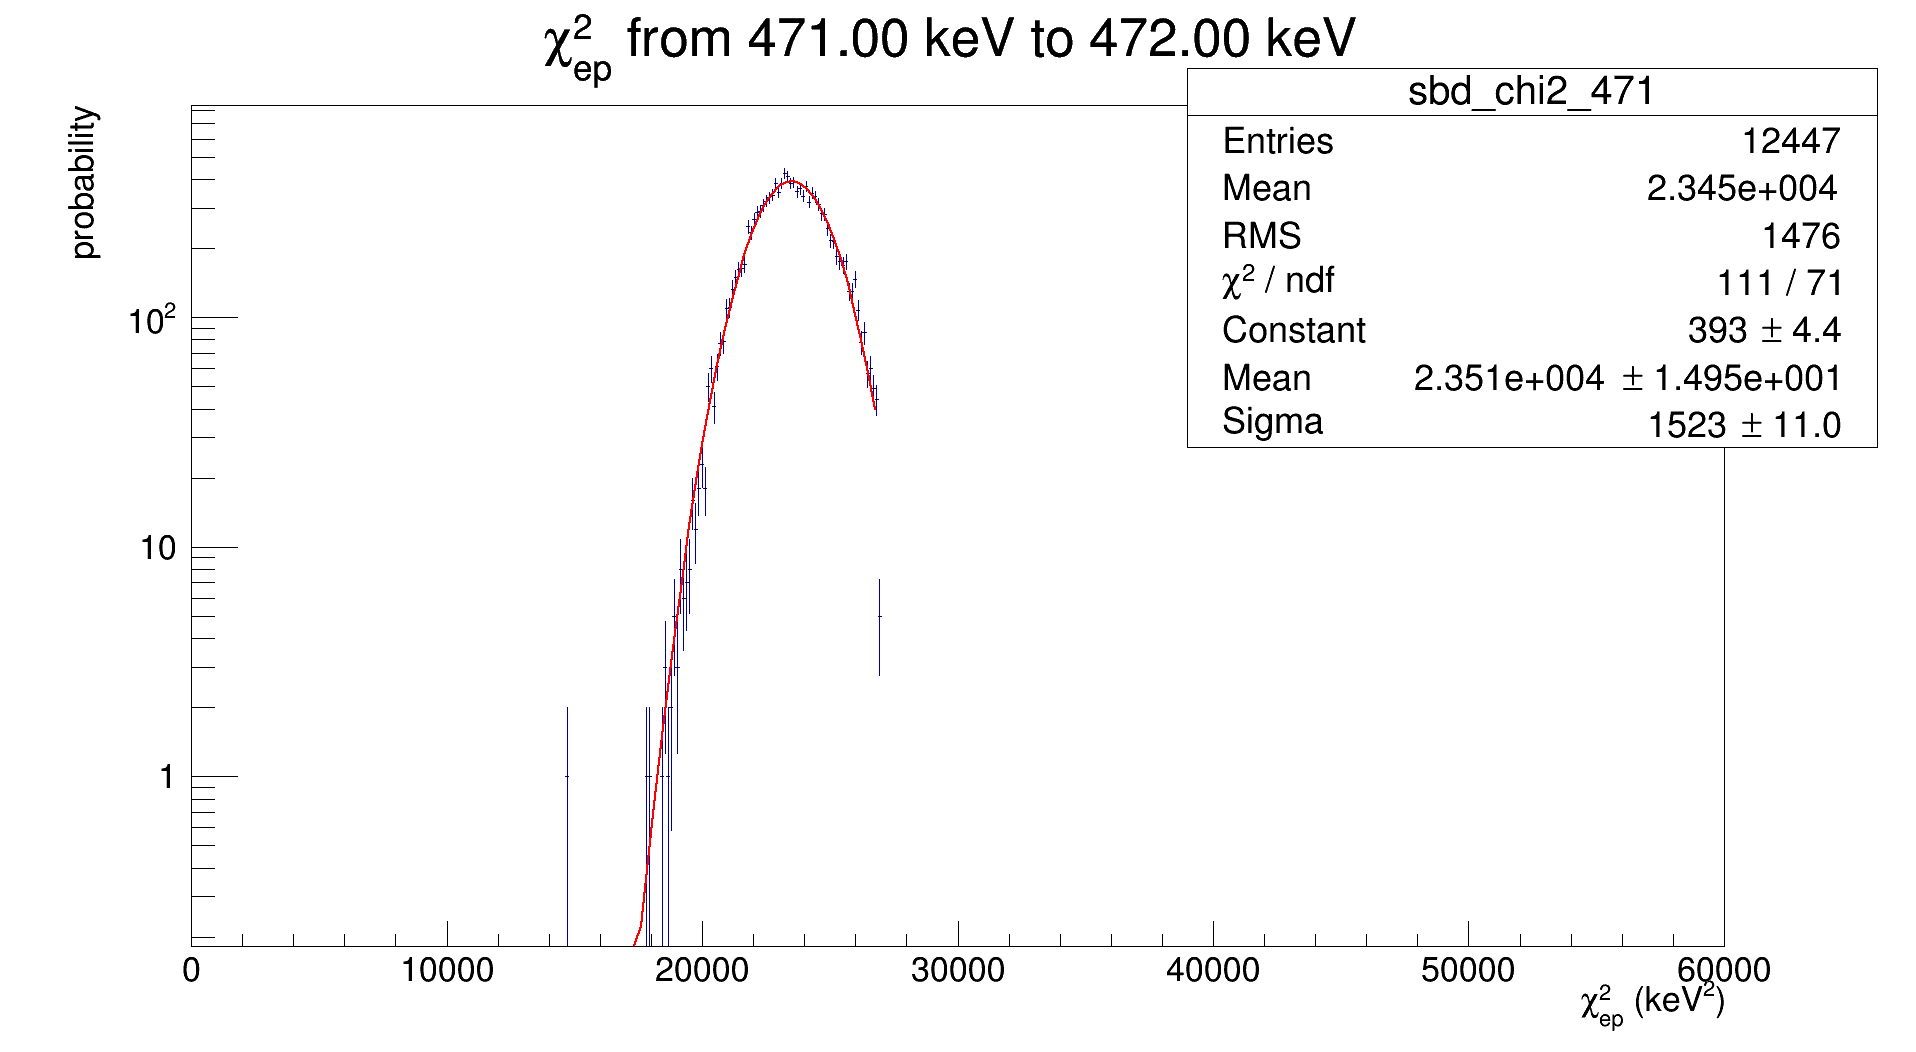 χ²ep from 471.00 keV to 472.00 keV
sbd_chi2_471
Entries 12447
Mean 2.345e+004
RMS 1476
χ² / ndf 111 / 71
Constant 393 ± 4.4
Mean 2.351e+004 ± 1.495e+001
Sigma 1523 ± 11.0
probability
10²
10
1
0 10000 20000 30000 40000 50000 60000
χ²ep (keV²)